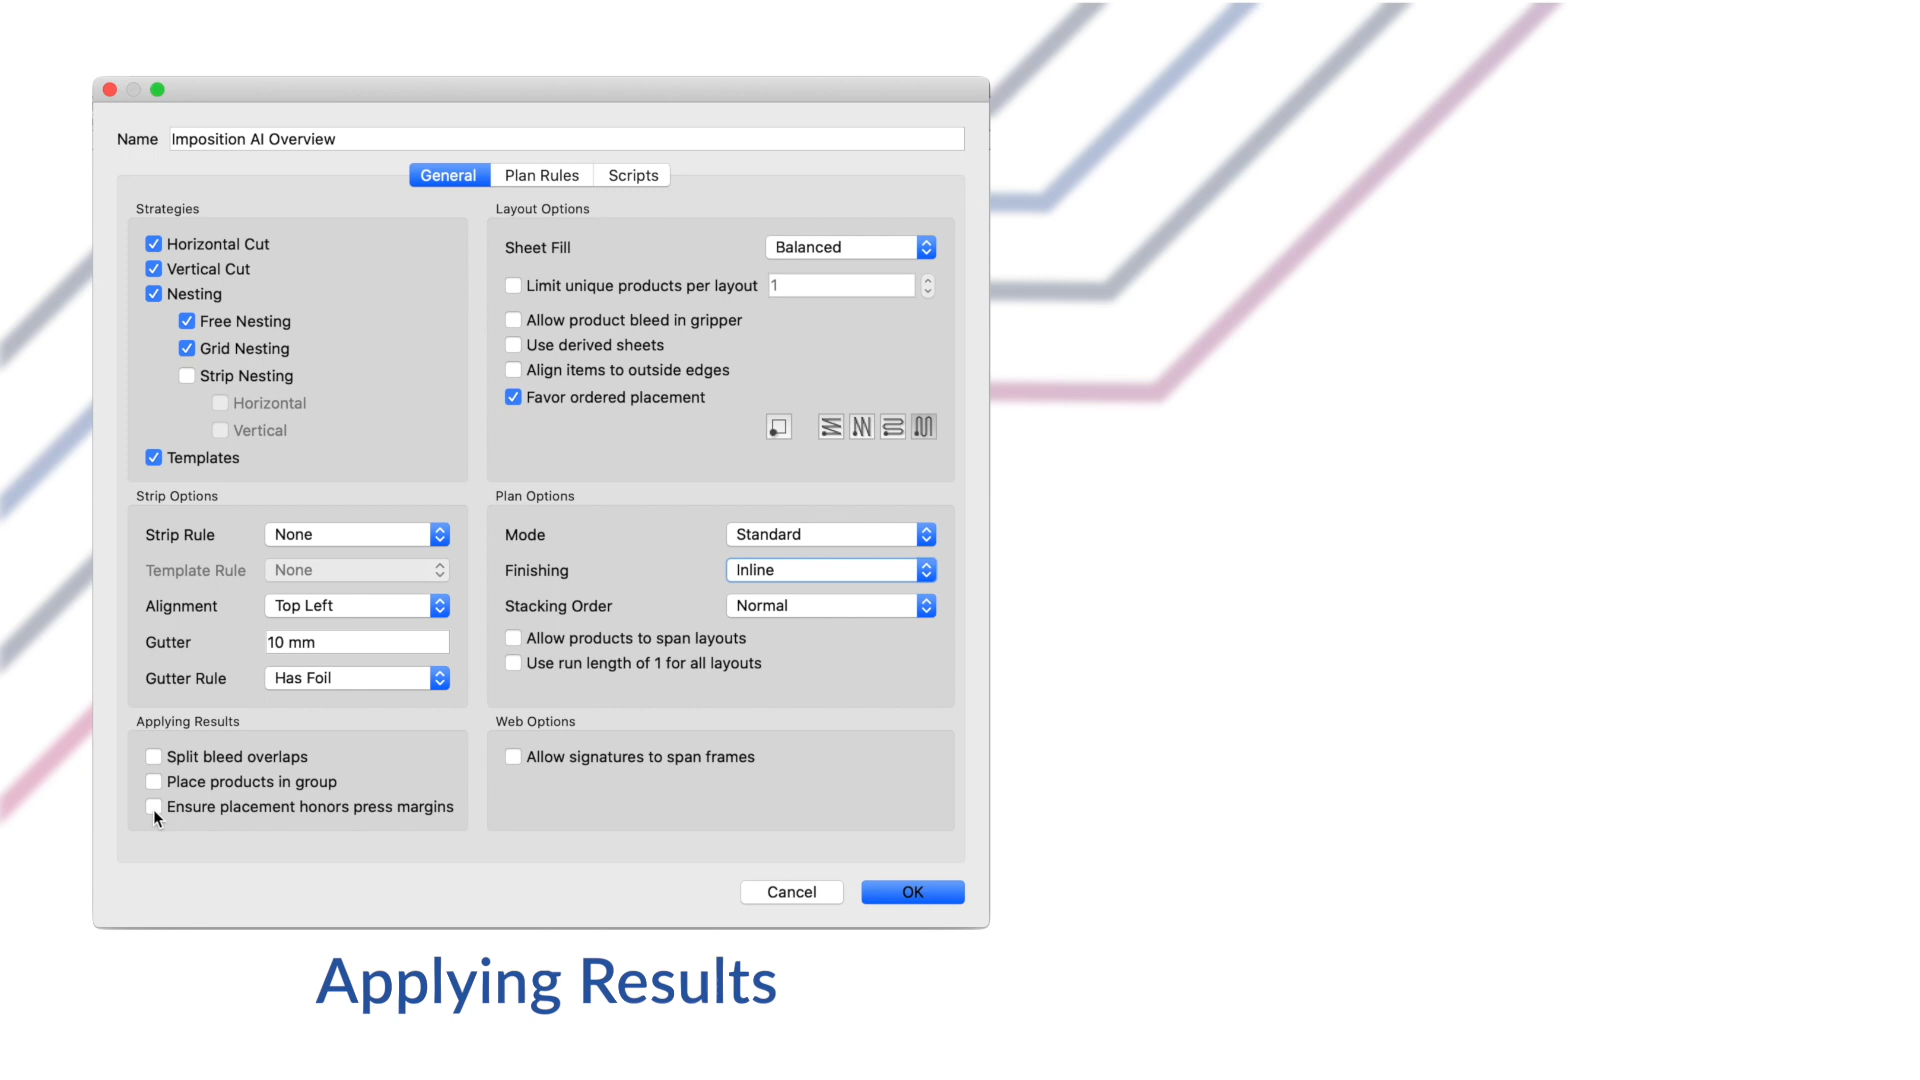 Name Imposition AI Overview
General Plan Rules Scripts
Strategies
Horizontal Cut
Vertical Cut
Nesting
Free Nesting
Grid Nesting
Strip Nesting
Horizontal
Vertical
Templates
Layout Options
Sheet Fill Balanced
Limit unique products per layout 1
Allow product bleed in gripper
Use derived sheets
Align items to outside edges
Favor ordered placement
Strip Options
Strip Rule None
Template Rule None
Alignment Top Left
Gutter 10 mm
Gutter Rule Has Foil
Plan Options
Mode Standard
Finishing Inline
Stacking Order Normal
Allow products to span layouts
Use run length of 1 for all layouts
Applying Results
Split bleed overlaps
Place products in group
Ensure placement honors press margins
Web Options
Allow signatures to span frames
Cancel OK
Applying Results